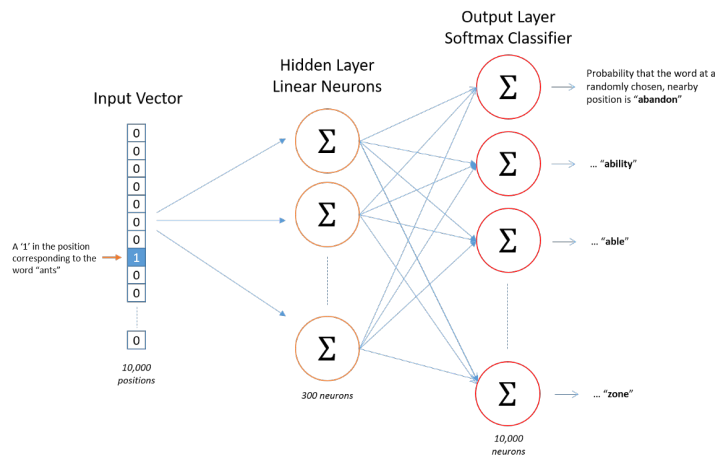 Output Layer
Softmax Classifier
Hidden Layer
Linear Neurons
Input Vector
0
0
0
0
0
0
0
1
0
0
0
A ‘1’ in the position
corresponding to the
word “ants”
10,000
positions
Σ
Σ
Σ
300 neurons
Σ
Σ
Σ
Σ
10,000
neurons
Probability that the word at a
randomly chosen, nearby
position is “abandon”
... “ability”
... “able”
... “zone”